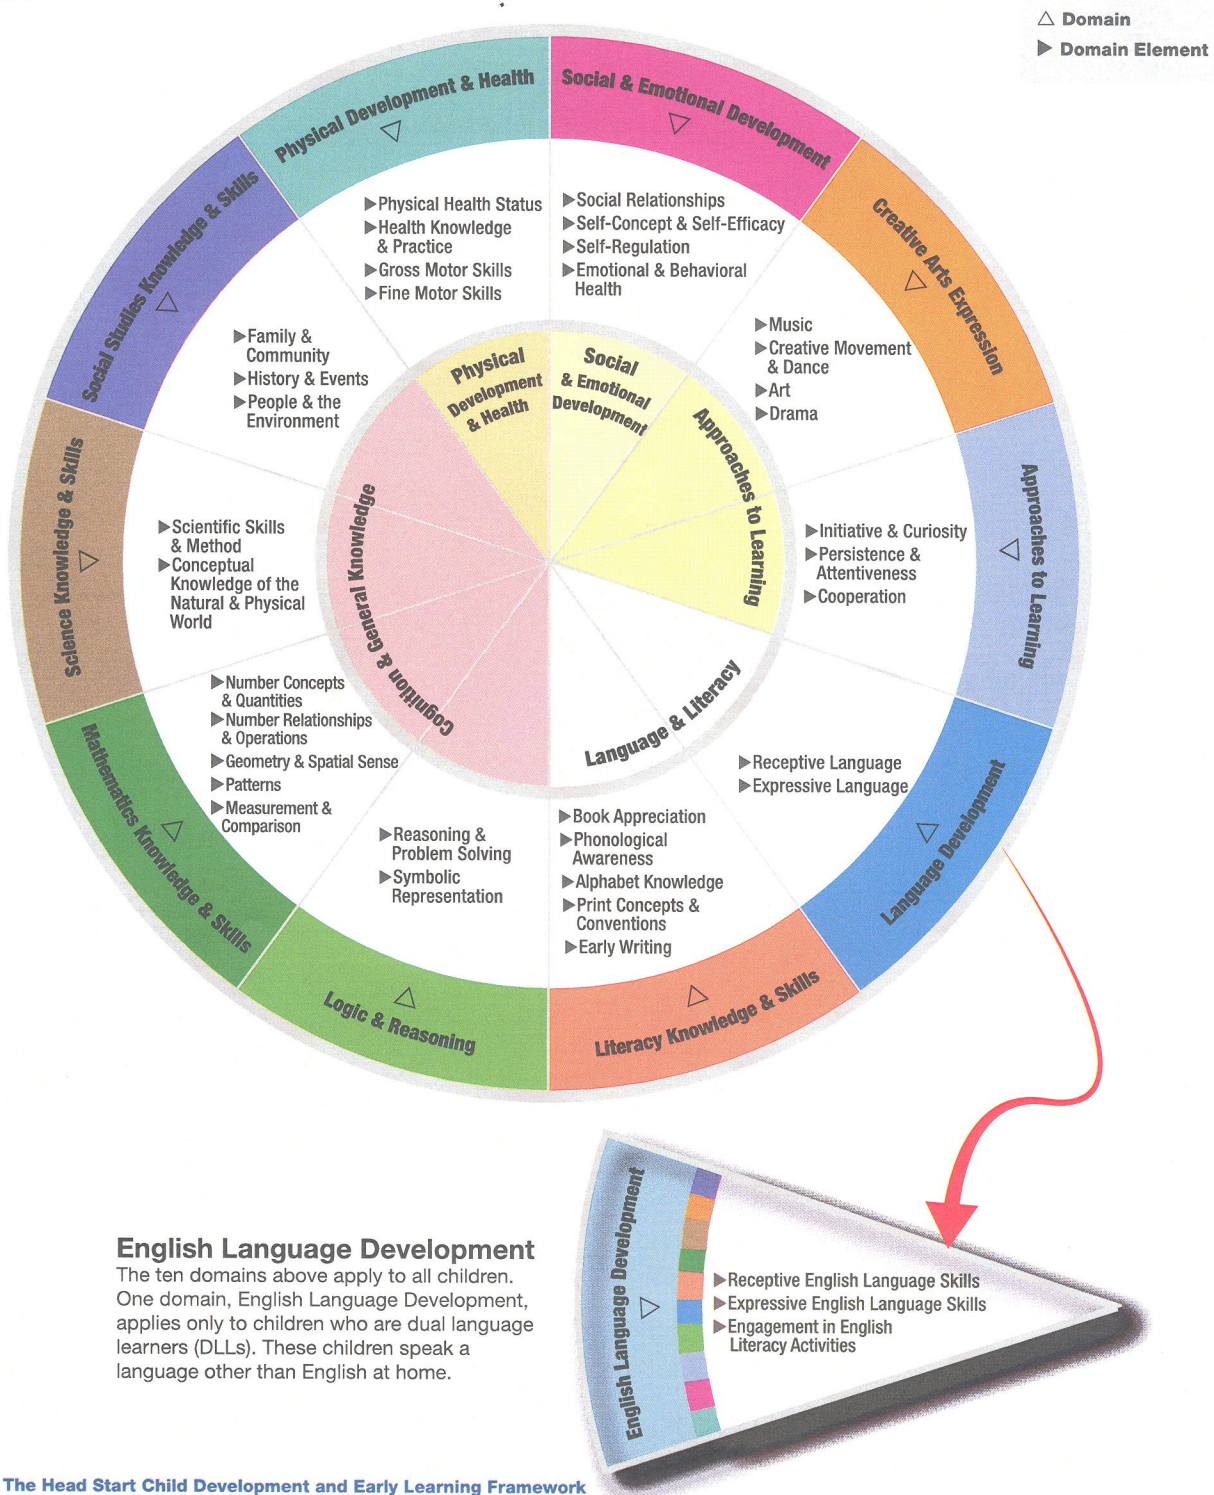 Domain
Domain Element
Physical Development & Health
Physical Health Status
Health Knowledge
& Practice
Gross Motor Skills
Fine Motor Skills
Social & Emotional Development
Social Relationships
Self-Concept & Self-Efficacy
Self-Regulation
Emotional & Behavioral
Health
Creative Arts Expression
Music
Creative Movement
& Dance
Art
Drama
Approaches to Learning
Initiative & Curiosity
Persistence &
Attentiveness
Cooperation
Language Development
Receptive Language
Expressive Language
Literacy Knowledge & Skills
Book Appreciation
Phonological
Awareness
Alphabet Knowledge
Print Concepts &
Conventions
Early Writing
Logic & Reasoning
Reasoning &
Problem Solving
Symbolic
Representation
Mathematics Knowledge & Skills
Number Concepts
& Quantities
Number Relationships
& Operations
Geometry & Spatial Sense
Patterns
Measurement &
Comparison
Science Knowledge & Skills
Scientific Skills
& Method
Conceptual
Knowledge of the
Natural & Physical
World
Social Studies Knowledge & Skills
Family &
Community
History & Events
People & the
Environment
Physical
Development
& Health
Social
& Emotional
Development
Approaches to Learning
Language & Literacy
Cognition & General Knowledge
English Language Development
The ten domains above apply to all children.
One domain, English Language Development,
applies only to children who are dual language
learners (DLLs). These children speak a
language other than English at home.
English Language Development
Receptive English Language Skills
Expressive English Language Skills
Engagement in English
Literacy Activities
The Head Start Child Development and Early Learning Framework